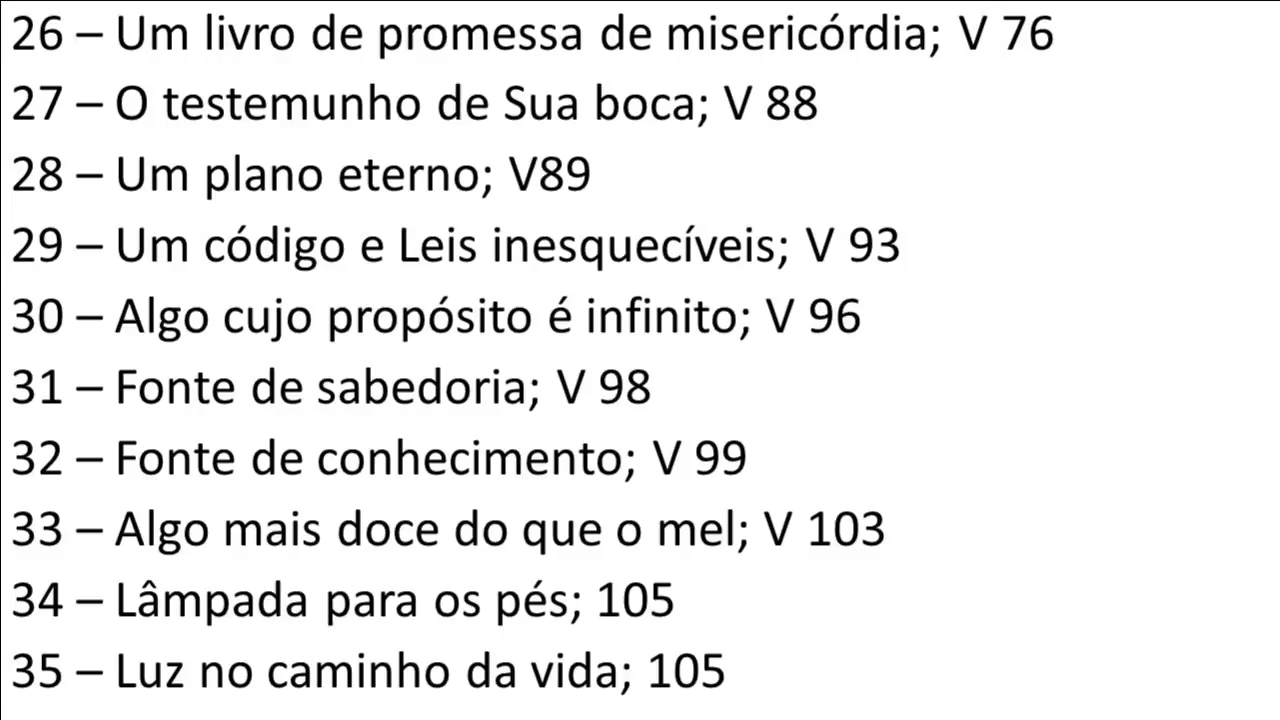 26 – Um livro de promessa de misericórdia; V 76
27 – O testemunho de Sua boca; V 88
28 – Um plano eterno; V89
29 – Um código e Leis inesquecíveis; V 93
30 – Algo cujo propósito é infinito; V 96
31 – Fonte de sabedoria; V 98
32 – Fonte de conhecimento; V 99
33 – Algo mais doce do que o mel; V 103
34 – Lâmpada para os pés; 105
35 – Luz no caminho da vida; 105